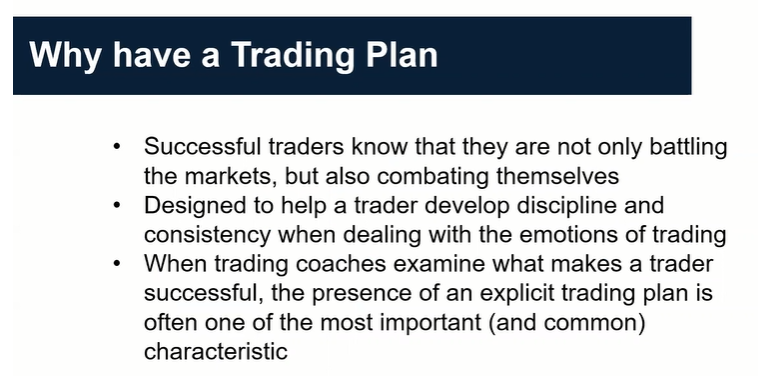 Why have a Trading Plan
• Successful traders know that they are not only battling
the markets, but also combating themselves
• Designed to help a trader develop discipline and
consistency when dealing with the emotions of trading
• When trading coaches examine what makes a trader
successful, the presence of an explicit trading plan is
often one of the most important (and common)
characteristic